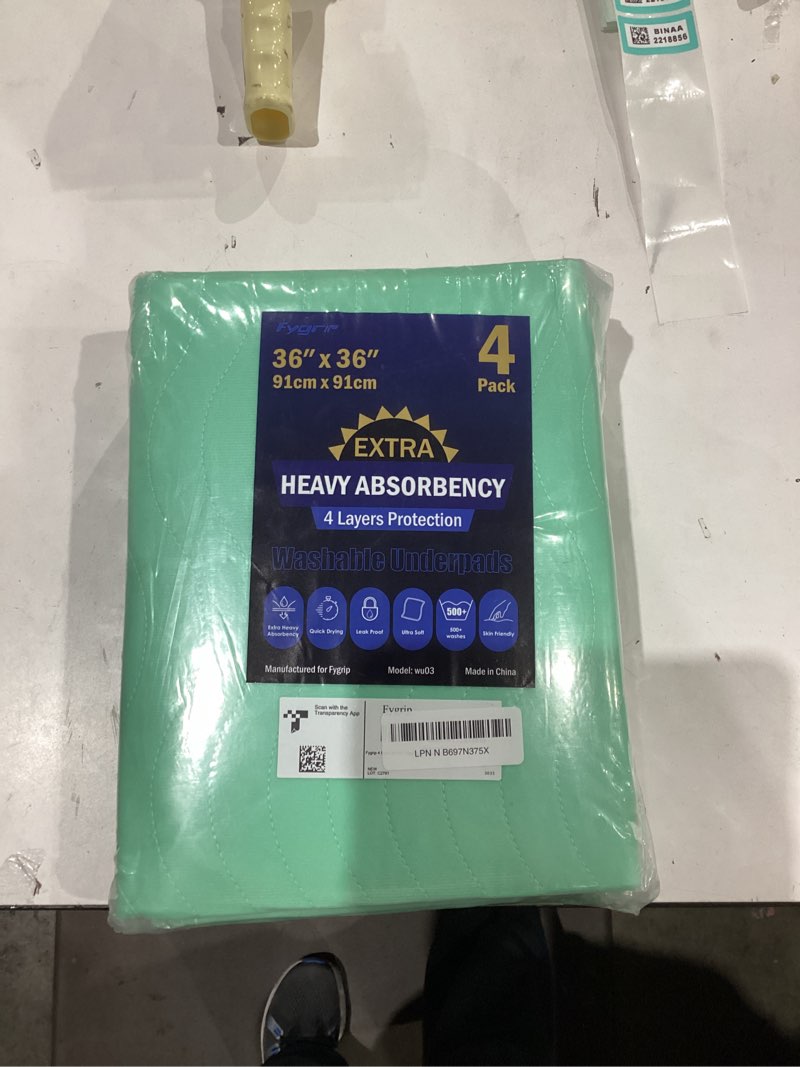 BINAA
2218856
Fygrip
36" x 36"
91cm x 91cm
4
Pack
EXTRA
HEAVY ABSORBENCY
4 Layers Protection
Washable Underpads
Extra Heavy
Absorbency
Quick Drying
Leak Proof
Ultra Soft
500+
500+
washes
Skin Friendly
Manufactured for Fygrip
Model: wu03
Made in China
Scan with the
Transparency App
Fygrip
LPN N B697N375X
NEW